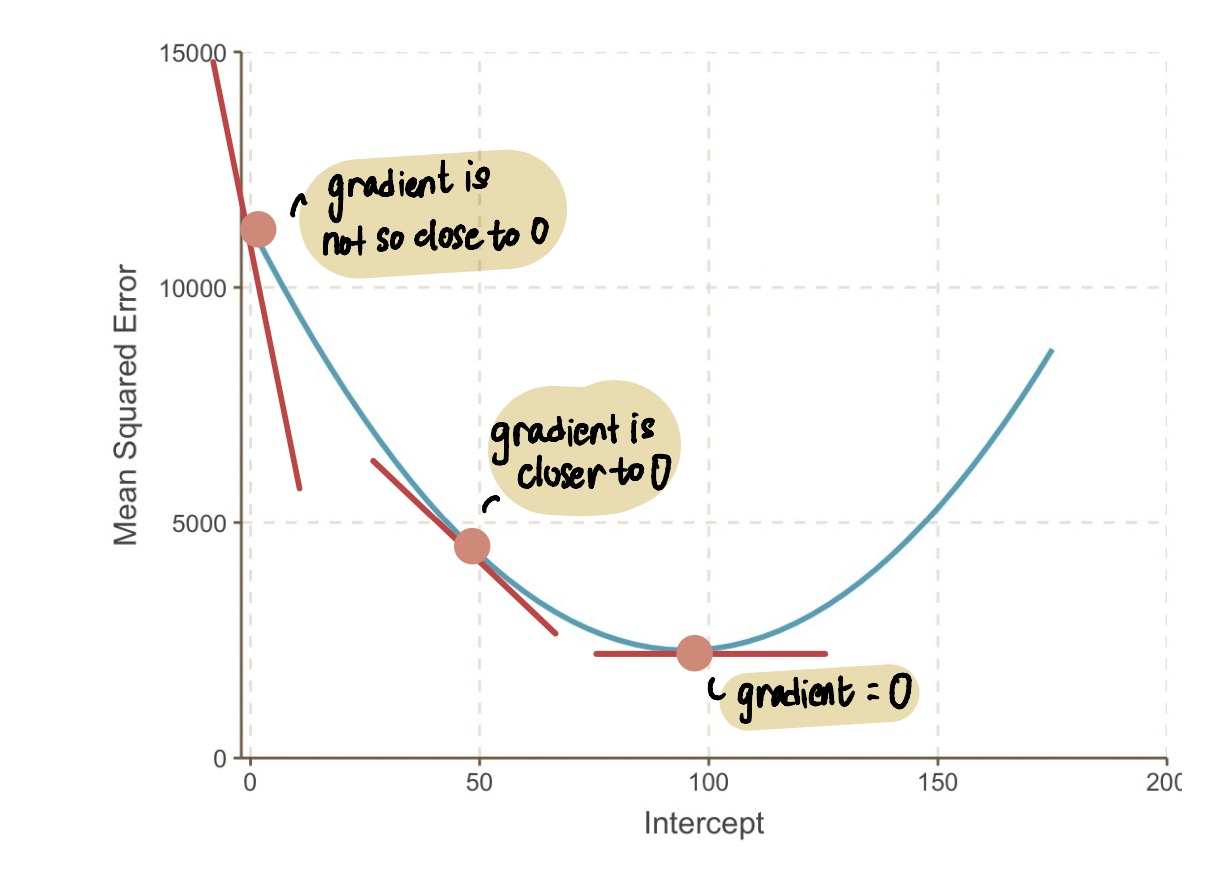 15000
gradient is
not so close to 0
10000
Mean Squared Error
gradient is
closer to 0
5000
gradient = 0
0
0 50 100 150 200
Intercept